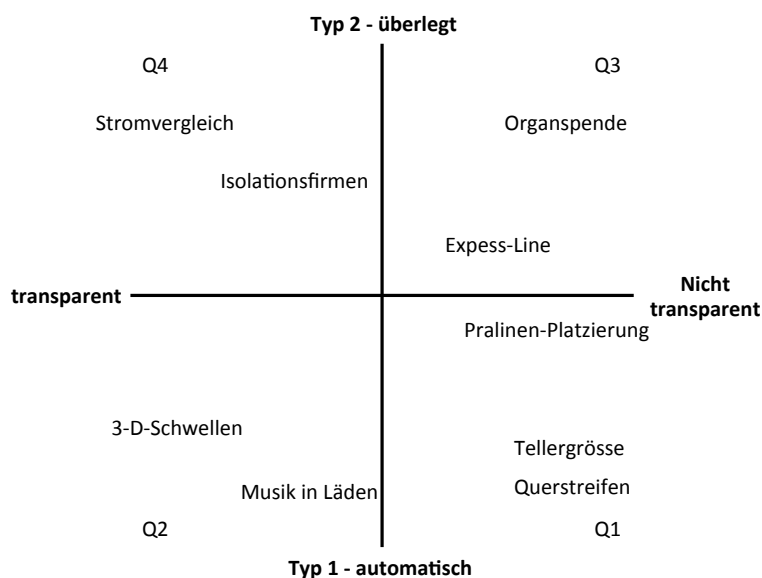 Typ 2 - überlegt
Q4
Q3
Stromvergleich
Organspende
Isolationsfirmen
Expess-Line
transparent
Nicht
transparent
Pralinen-Platzierung
3-D-Schwellen
Tellergrösse
Musik in Läden
Querstreifen
Q2
Q1
Typ 1 - automatisch